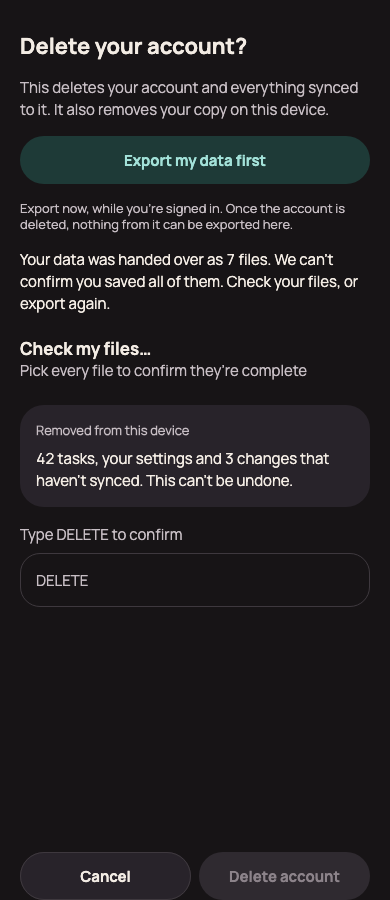 Delete your account?
This deletes your account and everything synced
to it. It also removes your copy on this device.
Export my data first
Export now, while you're signed in. Once the account is
deleted, nothing from it can be exported here.
Your data was handed over as 7 files. We can't
confirm you saved all of them. Check your files, or
export again.
Check my files…
Pick every file to confirm they're complete
Removed from this device
42 tasks, your settings and 3 changes that
haven't synced. This can't be undone.
Type DELETE to confirm
DELETE
Cancel
Delete account